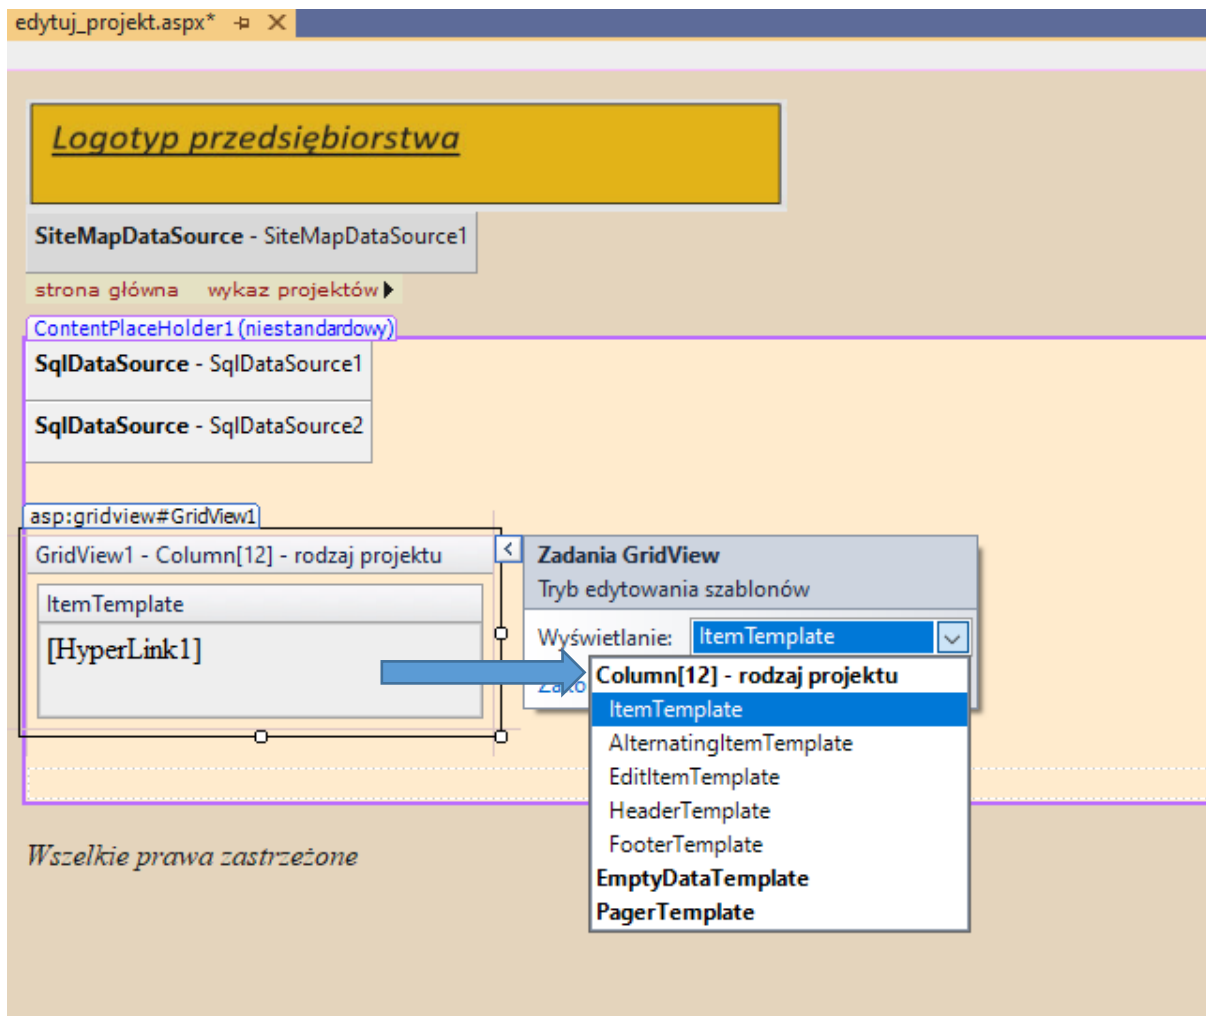 edytuj_projekt.aspx*
Logotyp przedsiębiorstwa
SiteMapDataSource - SiteMapDataSource1
strona główna wykaz projektów
ContentPlaceHolder1 (niestandardowy)
SqlDataSource - SqlDataSource1
SqlDataSource - SqlDataSource2
asp:gridview#GridView1
GridView1 - Column[12] - rodzaj projektu
ItemTemplate
[HyperLink1]
Zadania GridView
Tryb edytowania szablonów
Wyświetlanie: ItemTemplate
Column[12] - rodzaj projektu
ItemTemplate
AlternatingItemTemplate
EditItemTemplate
HeaderTemplate
FooterTemplate
EmptyDataTemplate
PagerTemplate
Wszelkie prawa zastrzeżone